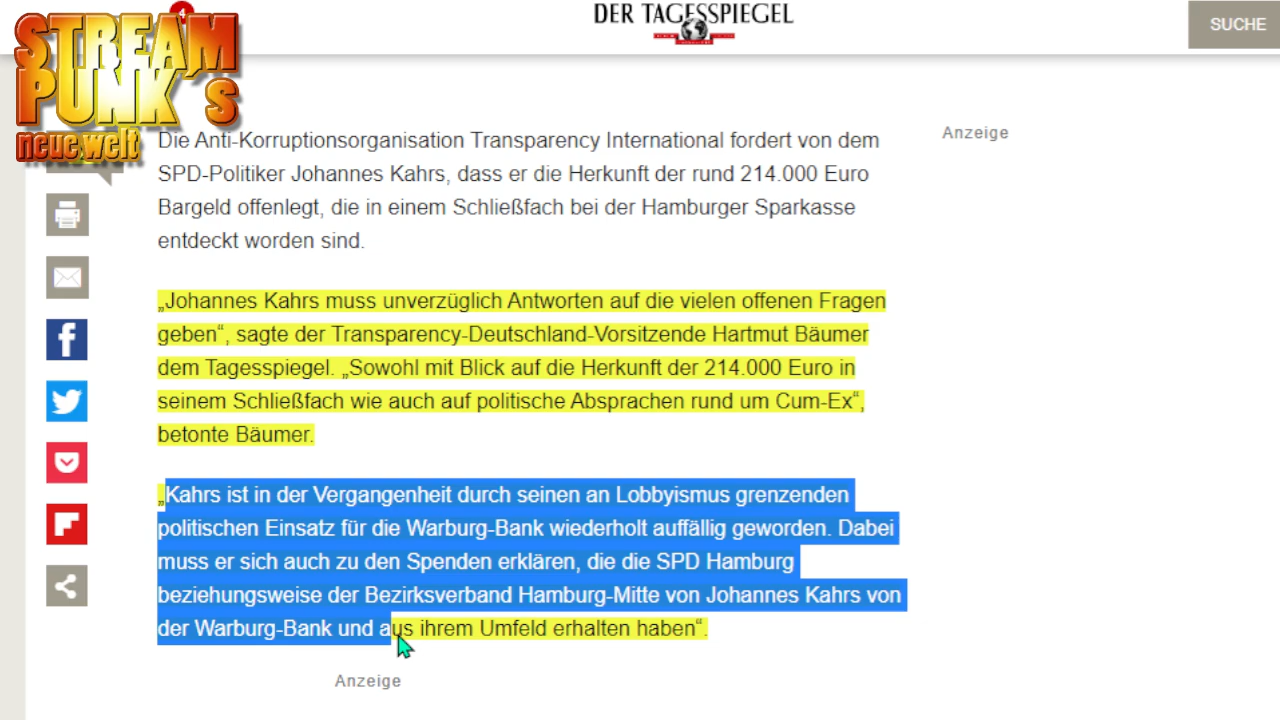 4
DER TAGESSPIEGEL
SUCHE
STREAM
PUNK´s
neue welt
Anzeige
Die Anti-Korruptionsorganisation Transparency International fordert von dem
SPD-Politiker Johannes Kahrs, dass er die Herkunft der rund 214.000 Euro
Bargeld offenlegt, die in einem Schließfach bei der Hamburger Sparkasse
entdeckt worden sind.
„Johannes Kahrs muss unverzüglich Antworten auf die vielen offenen Fragen
geben“, sagte der Transparency-Deutschland-Vorsitzende Hartmut Bäumer
dem Tagesspiegel. „Sowohl mit Blick auf die Herkunft der 214.000 Euro in
seinem Schließfach wie auch auf politische Absprachen rund um Cum-Ex“,
betonte Bäumer.
„Kahrs ist in der Vergangenheit durch seinen an Lobbyismus grenzenden
politischen Einsatz für die Warburg-Bank wiederholt auffällig geworden. Dabei
muss er sich auch zu den Spenden erklären, die die SPD Hamburg
beziehungsweise der Bezirksverband Hamburg-Mitte von Johannes Kahrs von
der Warburg-Bank und aus ihrem Umfeld erhalten haben“.
Anzeige